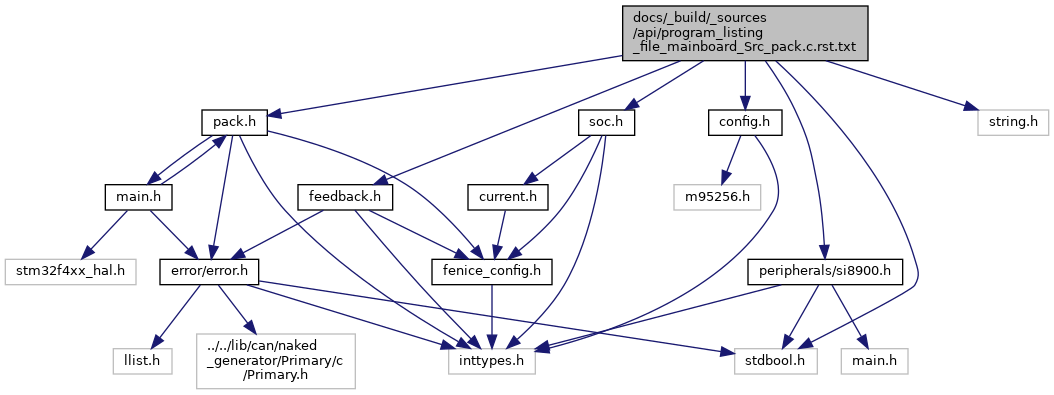 docs/_build/_sources
/api/program_listing
_file_mainboard_Src_pack.c.rst.txt
pack.h
soc.h
config.h
string.h
main.h
feedback.h
current.h
m95256.h
stm32f4xx_hal.h
error/error.h
fenice_config.h
peripherals/si8900.h
llist.h
../../lib/can/naked
_generator/Primary/c
/Primary.h
inttypes.h
stdbool.h
main.h